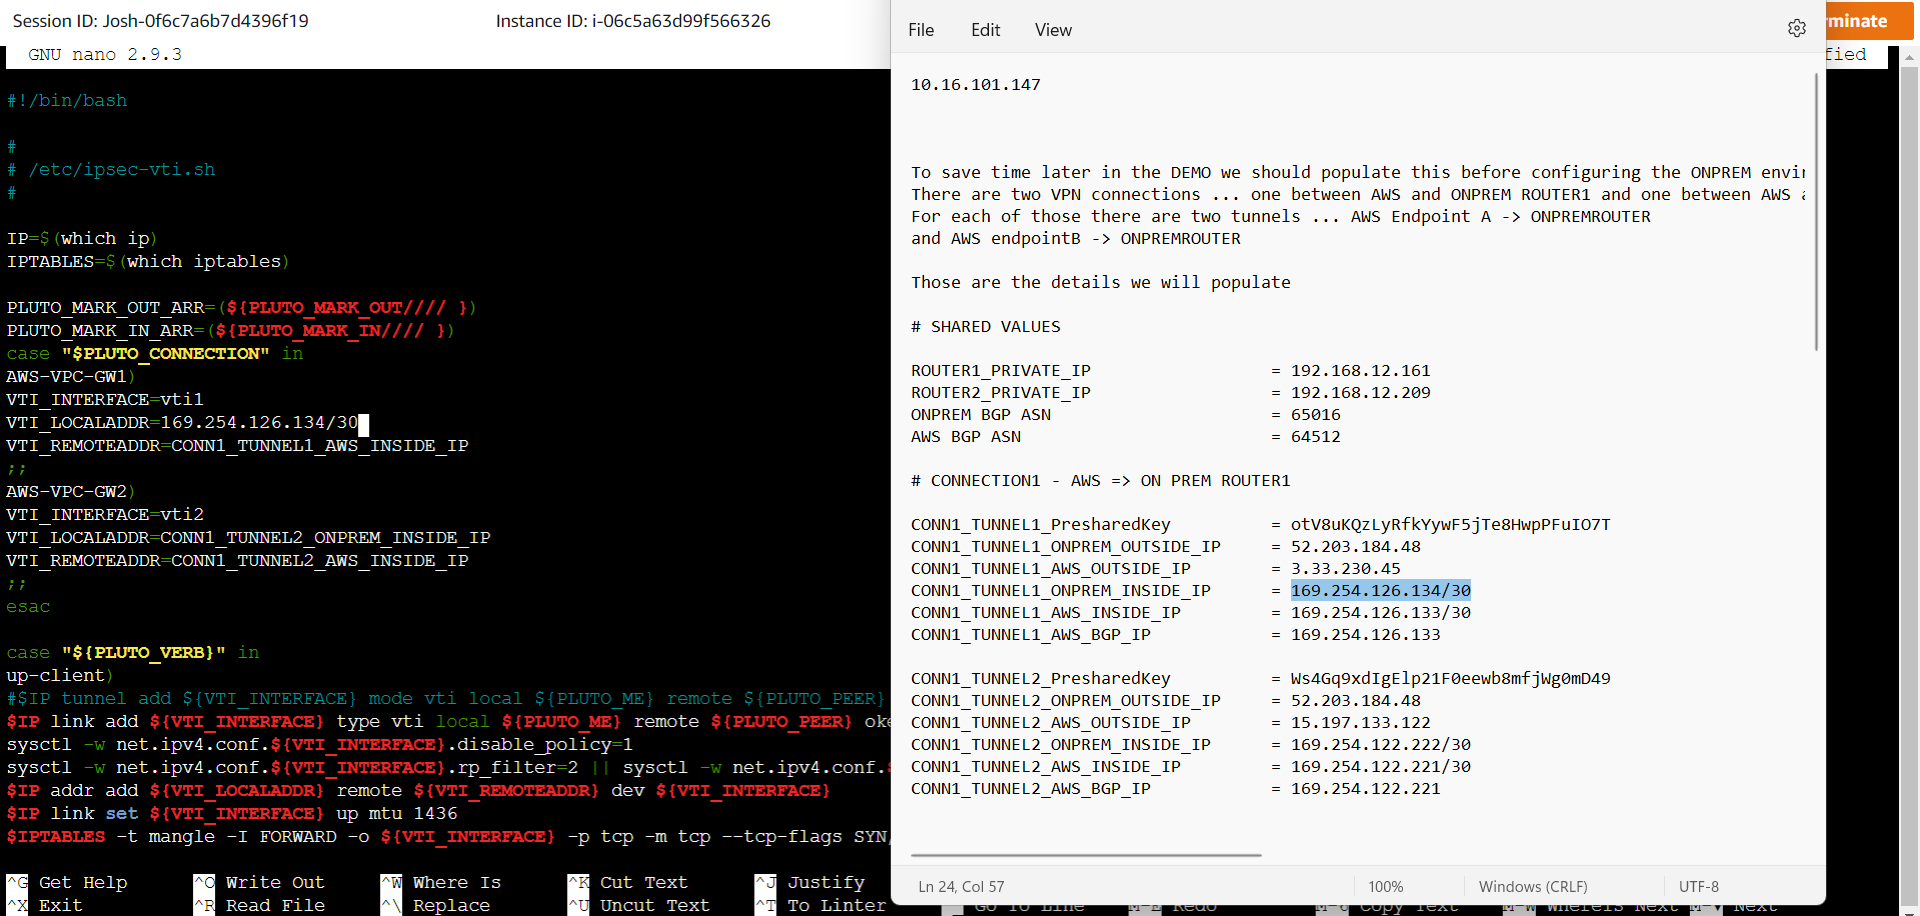 Session ID: Josh-0f6c7a6b7d4396f19 Instance ID: i-06c5a63d99f566326
GNU nano 2.9.3
#!/bin/bash
#
# /etc/ipsec-vti.sh
#
IP=$(which ip)
IPTABLES=$(which iptables)
PLUTO_MARK_OUT_ARR=(${PLUTO_MARK_OUT//// })
PLUTO_MARK_IN_ARR=(${PLUTO_MARK_IN//// })
case "$PLUTO_CONNECTION" in
AWS-VPC-GW1)
VTI_INTERFACE=vti1
VTI_LOCALADDR=169.254.126.134/30
VTI_REMOTEADDR=CONN1_TUNNEL1_AWS_INSIDE_IP
;;
AWS-VPC-GW2)
VTI_INTERFACE=vti2
VTI_LOCALADDR=CONN1_TUNNEL2_ONPREM_INSIDE_IP
VTI_REMOTEADDR=CONN1_TUNNEL2_AWS_INSIDE_IP
;;
esac
case "${PLUTO_VERB}" in
up-client)
#$IP tunnel add ${VTI_INTERFACE} mode vti local ${PLUTO_ME} remote ${PLUTO_PEER}
$IP link add ${VTI_INTERFACE} type vti local ${PLUTO_ME} remote ${PLUTO_PEER} oke
sysctl -w net.ipv4.conf.${VTI_INTERFACE}.disable_policy=1
sysctl -w net.ipv4.conf.${VTI_INTERFACE}.rp_filter=2 || sysctl -w net.ipv4.conf.
$IP addr add ${VTI_LOCALADDR} remote ${VTI_REMOTEADDR} dev ${VTI_INTERFACE}
$IP link set ${VTI_INTERFACE} up mtu 1436
$IPTABLES -t mangle -I FORWARD -o ${VTI_INTERFACE} -p tcp -m tcp --tcp-flags SYN,
^G Get Help ^O Write Out ^W Where Is ^K Cut Text ^J Justify
^X Exit ^R Read File ^\ Replace ^U Uncut Text ^T To Linter
File Edit View
rminate
fied
10.16.101.147
To save time later in the DEMO we should populate this before configuring the ONPREM envir
There are two VPN connections ... one between AWS and ONPREM ROUTER1 and one between AWS a
For each of those there are two tunnels ... AWS Endpoint A -> ONPREMROUTER
and AWS endpointB -> ONPREMROUTER
Those are the details we will populate
# SHARED VALUES
ROUTER1_PRIVATE_IP = 192.168.12.161
ROUTER2_PRIVATE_IP = 192.168.12.209
ONPREM BGP ASN = 65016
AWS BGP ASN = 64512
# CONNECTION1 - AWS => ON PREM ROUTER1
CONN1_TUNNEL1_PresharedKey = otV8uKQzLyRfkYywF5jTe8HwpPFuIO7T
CONN1_TUNNEL1_ONPREM_OUTSIDE_IP = 52.203.184.48
CONN1_TUNNEL1_AWS_OUTSIDE_IP = 3.33.230.45
CONN1_TUNNEL1_ONPREM_INSIDE_IP = 169.254.126.134/30
CONN1_TUNNEL1_AWS_INSIDE_IP = 169.254.126.133/30
CONN1_TUNNEL1_AWS_BGP_IP = 169.254.126.133
CONN1_TUNNEL2_PresharedKey = Ws4Gq9xdIgElp21F0eewb8mfjWg0mD49
CONN1_TUNNEL2_ONPREM_OUTSIDE_IP = 52.203.184.48
CONN1_TUNNEL2_AWS_OUTSIDE_IP = 15.197.133.122
CONN1_TUNNEL2_ONPREM_INSIDE_IP = 169.254.122.222/30
CONN1_TUNNEL2_AWS_INSIDE_IP = 169.254.122.221/30
CONN1_TUNNEL2_AWS_BGP_IP = 169.254.122.221
Ln 24, Col 57 100% Windows (CRLF) UTF-8